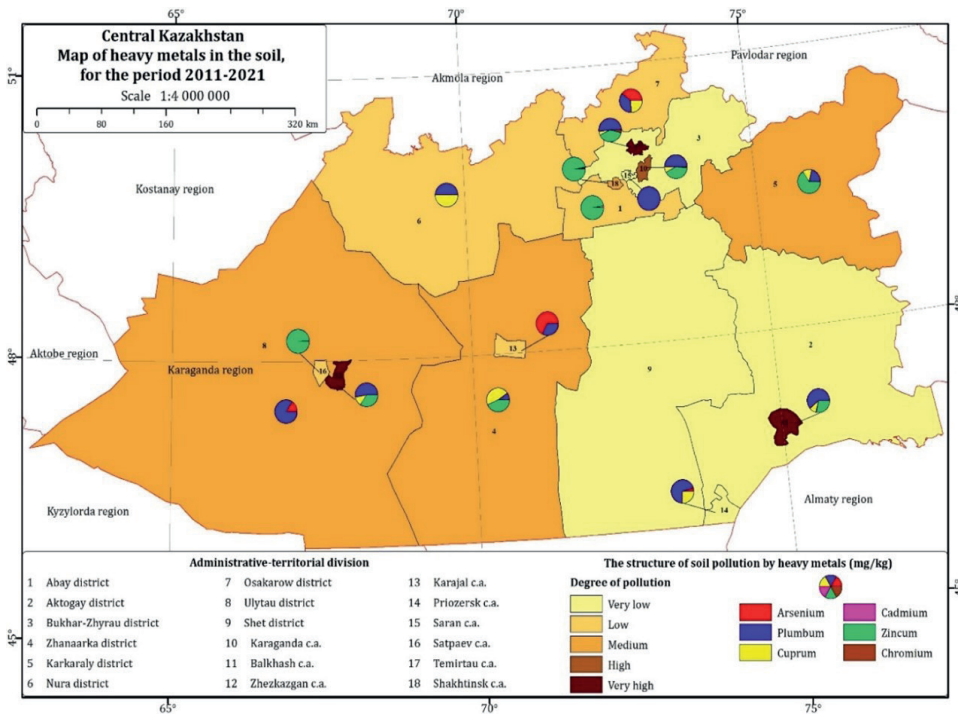 Central Kazakhstan
Map of heavy metals in the soil,
for the period 2011-2021
Scale 1:4 000 000
0 80 160 320 km
65°
70°
75°
51°
48°
45°
Akmola region
Pavlodar region
Kostanay region
Aktobe region
Karaganda region
Kyzylorda region
Almaty region
7
3
5
6
18
15
10
1
8
16
13
9
2
4
14
Administrative-territorial division
1 Abay district
2 Aktogay district
3 Bukhar-Zhyrau district
4 Zhanaarka district
5 Karkaraly district
6 Nura district
7 Osakarow district
8 Ulytau district
9 Shet district
10 Karaganda c.a.
11 Balkhash c.a.
12 Zhezkazgan c.a.
13 Karajal c.a.
14 Priozersk c.a.
15 Saran c.a.
16 Satpaev c.a.
17 Temirtau c.a.
18 Shakhtinsk c.a.
The structure of soil pollution by heavy metals (mg/kg)
Degree of pollution
Very low
Low
Medium
High
Very high
Arsenium
Plumbum
Cuprum
Cadmium
Zincum
Chromium
65°
70°
75°